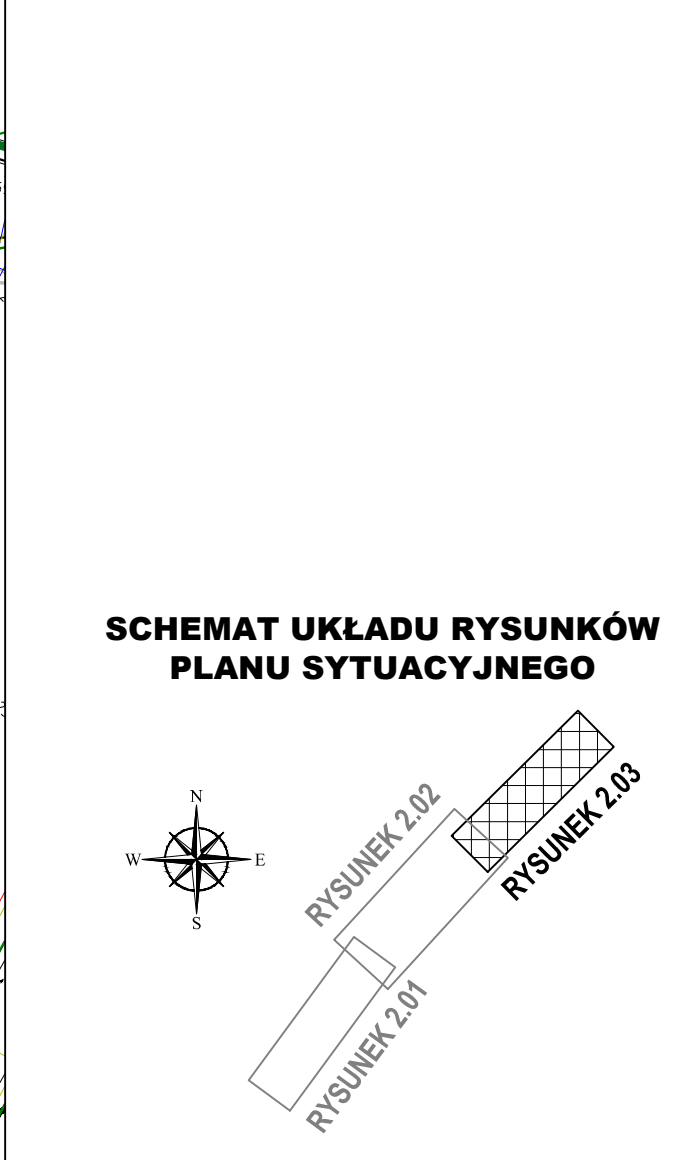 SCHEMAT UKŁADU RYSUNKÓW
PLANU SYTUACYJNEGO
N
W
E
S
RYSUNEK 2.02
RYSUNEK 2.03
RYSUNEK 2.01